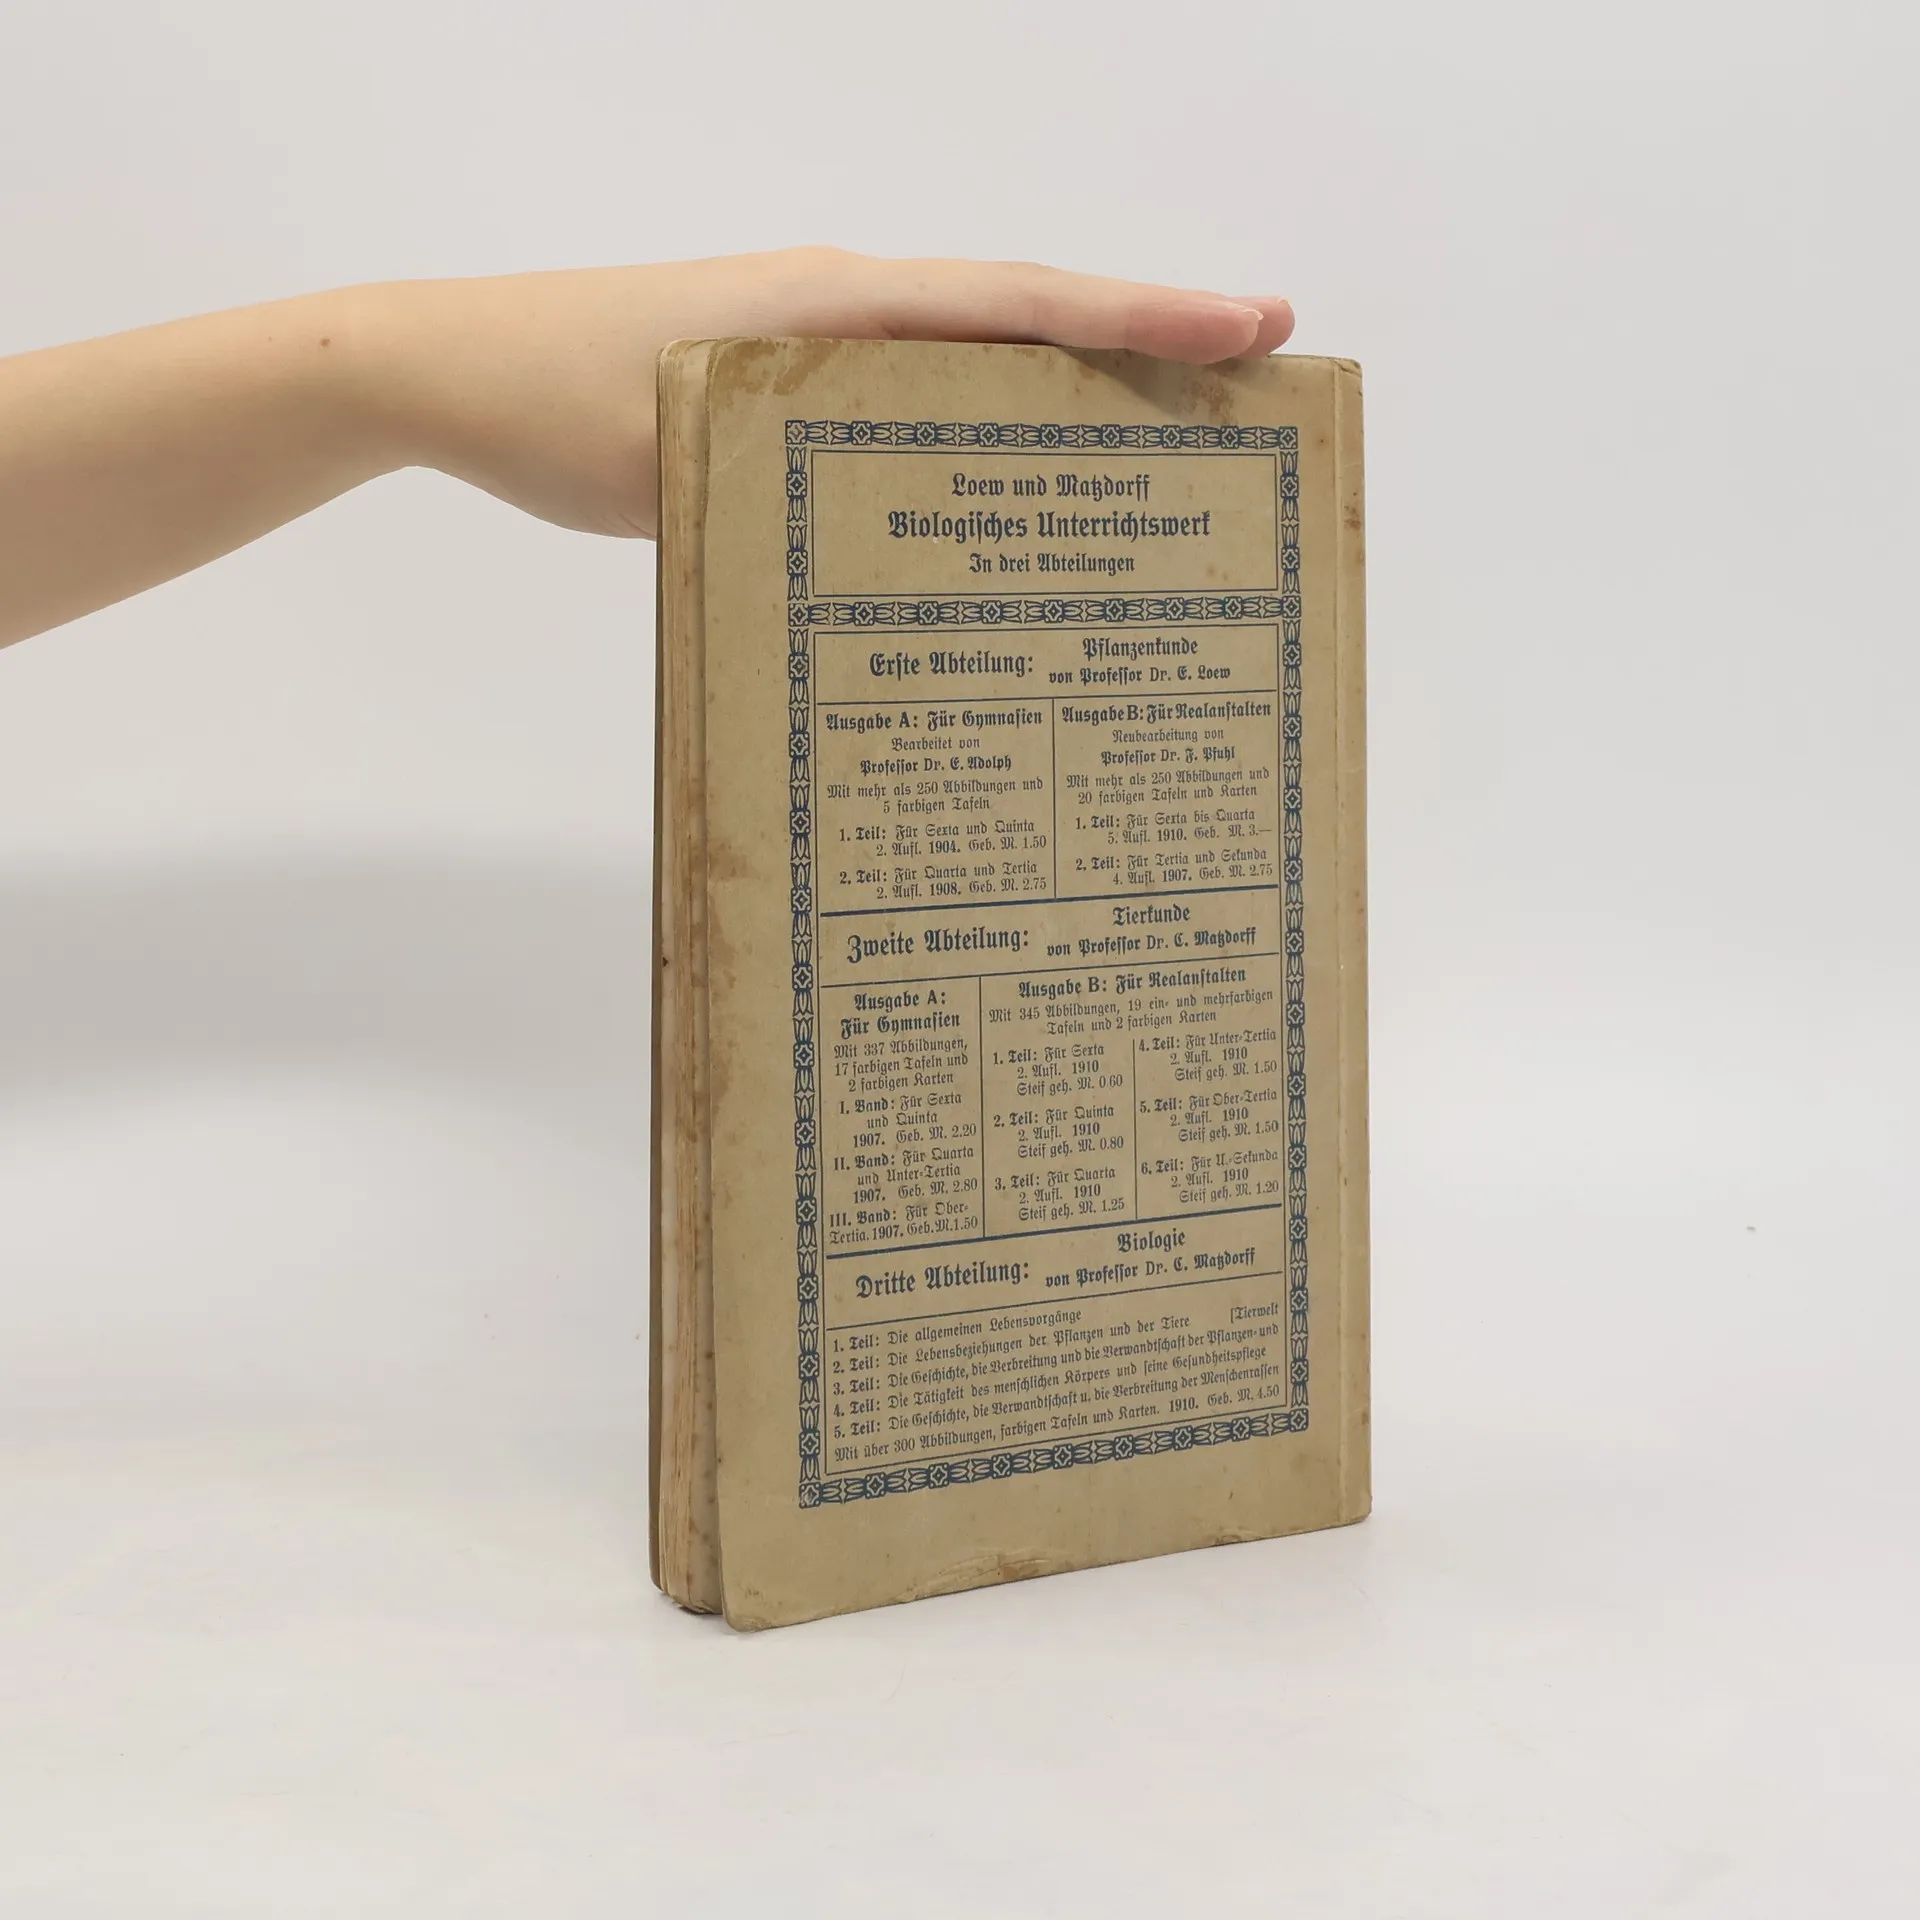 Loew und Matzdorff
Biologisches Unterrichtswerk
In drei Abteilungen
Erste Abteilung:
Pflanzenkunde
von Professor Dr. E. Loew
Ausgabe A: Für Gymnasien
Bearbeitet von
Professor Dr. E. Adolph
Mit mehr als 250 Abbildungen und
5 farbigen Tafeln
1. Teil: Für Sexta und Quinta
2. Aufl. 1904. Geb. M. 1.50
2. Teil: Für Quarta und Tertia
2. Aufl. 1908. Geb. M. 2.75
Ausgabe B: Für Realanstalten
Neubearbeitung von
Professor Dr. F. Pfuhl
Mit mehr als 250 Abbildungen und
20 farbigen Tafeln und Karten
1. Teil: Für Sexta bis Quarta
5. Aufl. 1910. Geb. M. 3.—
2. Teil: Für Tertia und Sekunda
4. Aufl. 1907. Geb. M. 2.75
Zweite Abteilung:
Tierkunde
von Professor Dr. C. Matzdorff
Ausgabe A:
Für Gymnasien
Mit 337 Abbildungen,
17 farbigen Tafeln und
2 farbigen Karten
I. Band: Für Sexta
und Quinta
1907. Geb. M. 2.20
II. Band: Für Quarta
und Unter-Tertia
1907. Geb. M. 2.80
III. Band: Für Ober-
Tertia. 1907. Geb. M. 1.50
Ausgabe B: Für Realanstalten
Mit 345 Abbildungen, 19 ein- und mehrfarbigen
Tafeln und 2 farbigen Karten
1. Teil: Für Sexta
2. Aufl. 1910
Steif geh. M. 0.60
2. Teil: Für Quinta
2. Aufl. 1910
Steif geh. M. 0.80
3. Teil: Für Quarta
2. Aufl. 1910
Steif geh. M. 1.25
4. Teil: Für Unter-Tertia
2. Aufl. 1910
Steif geh. M. 1.50
5. Teil: Für Ober-Tertia
2. Aufl. 1910
Steif geh. M. 1.50
6. Teil: Für U.-Sekunda
2. Aufl. 1910
Steif geh. M. 1.20
Dritte Abteilung:
Biologie
von Professor Dr. C. Matzdorff
1. Teil: Die allgemeinen Lebensvorgänge
2. Teil: Die Lebensbeziehungen der Pflanzen und der Tiere [Tierwelt
3. Teil: Die Geschichte, die Verbreitung und die Verwandtschaft der Pflanzen- und
4. Teil: Die Tätigkeit des menschlichen Körpers und seine Gesundheitspflege
5. Teil: Die Geschichte, die Verwandtschaft u. die Verbreitung der Menschenrassen
Mit über 300 Abbildungen, farbigen Tafeln und Karten. 1910. Geb. M. 4.50